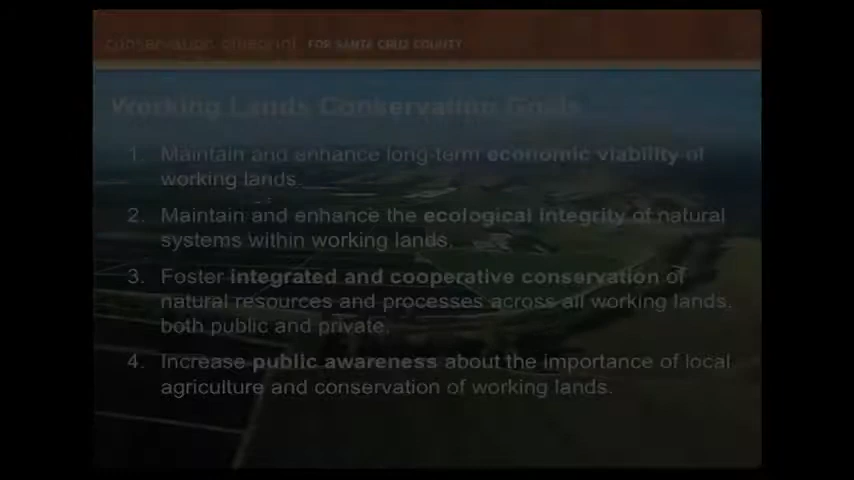 conservation blueprint FOR SANTA CRUZ COUNTY
Working Lands Conservation Goals
1. Maintain and enhance long-term economic viability of
working lands.
2. Maintain and enhance the ecological integrity of natural
systems within working lands.
3. Foster integrated and cooperative conservation of
natural resources and processes across all working lands,
both public and private.
4. Increase public awareness about the importance of local
agriculture and conservation of working lands.